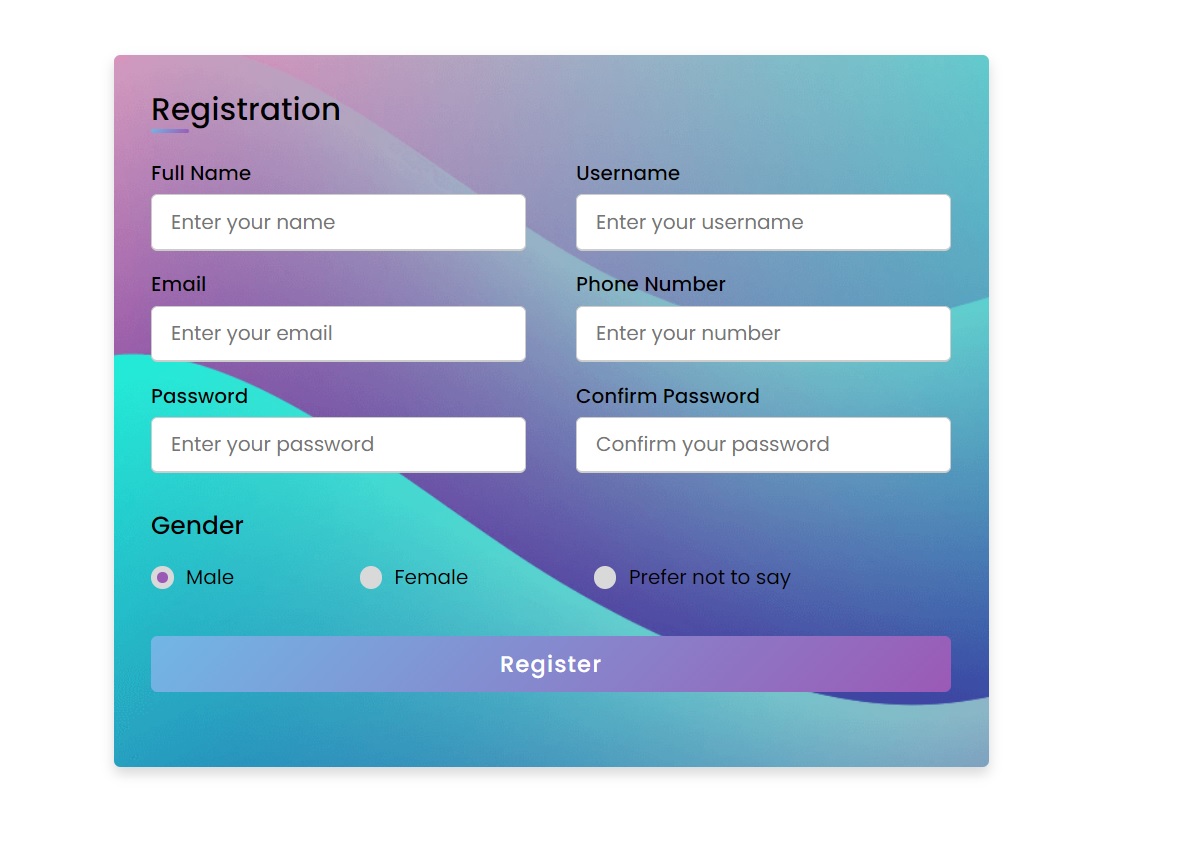 Registration
Full Name
Username
Enter your name
Enter your username
Email
Phone Number
Enter your email
Enter your number
Password
Confirm Password
Enter your password
Confirm your password
Gender
Male
Female
Prefer not to say
Register